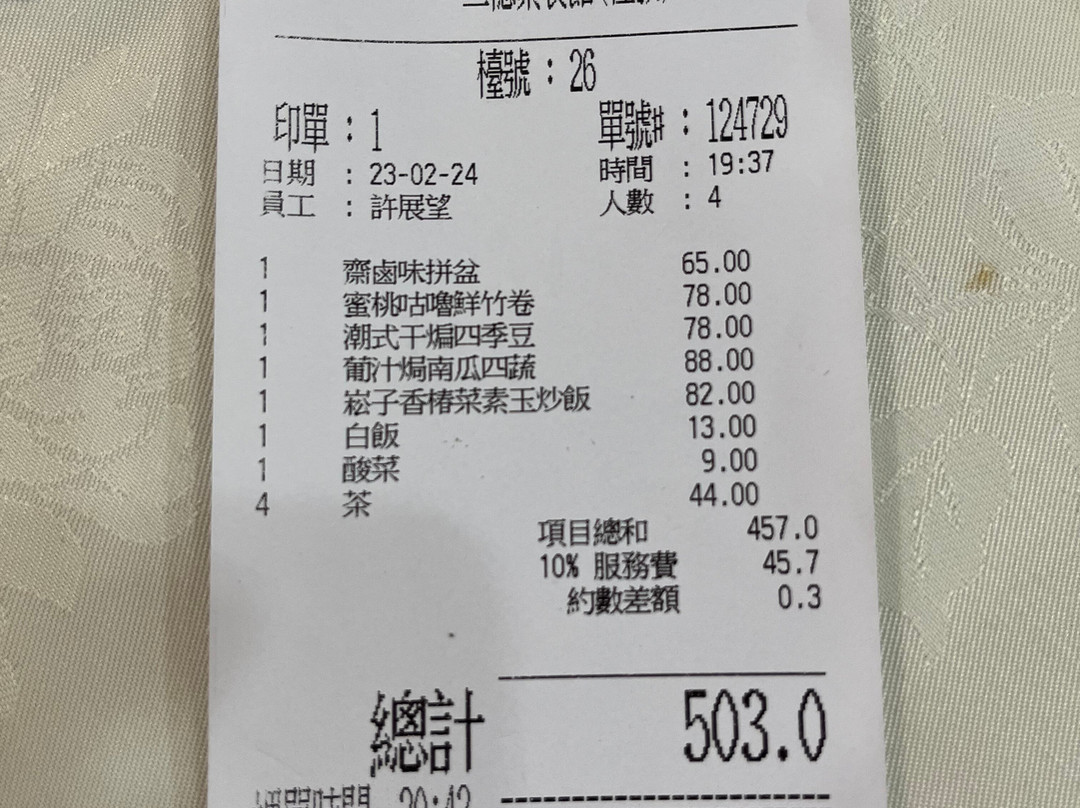 檯號 : 26
印單 : 1 單號# : 124729
日期 : 23-02-24 時間 : 19:37
員工 : 許展望 人數 : 4
1 齋鹵味拼盆 65.00
1 蜜桃咕嚕鮮竹卷 78.00
1 潮式干煸四季豆 78.00
1 葡汁焗南瓜四蔬 88.00
1 崧子香椿菜素玉炒飯 82.00
1 白飯 13.00
1 酸菜 9.00
4 茶 44.00
項目總和 457.0
10% 服務費 45.7
約數差額 0.3
總計 503.0
20:42